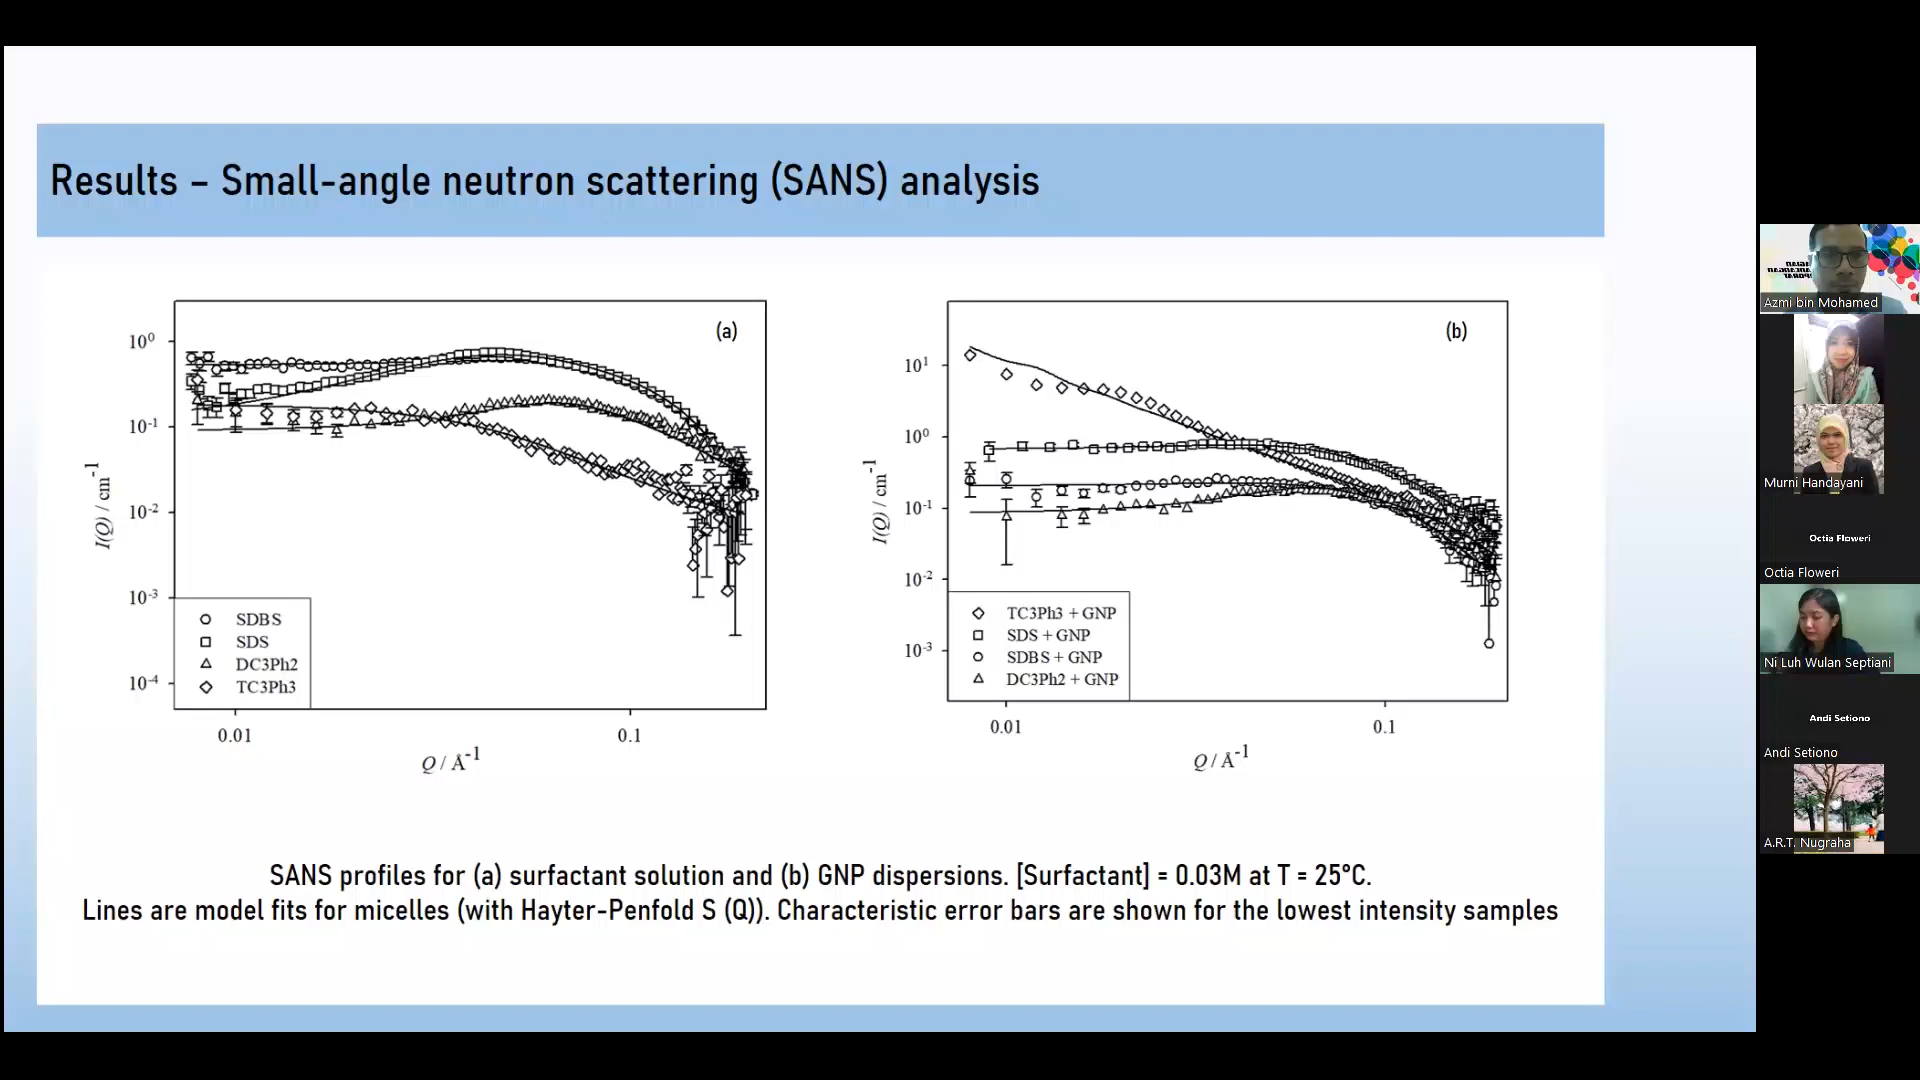 Results – Small-angle neutron scattering (SANS) analysis
(a)
10⁰
10⁻¹
10⁻²
10⁻³
10⁻⁴
I(Q) / cm⁻¹
SDBS
SDS
DC3Ph2
TC3Ph3
0.01
0.1
Q / Å⁻¹
(b)
10¹
10⁰
10⁻¹
10⁻²
10⁻³
I(Q) / cm⁻¹
TC3Ph3 + GNP
SDS + GNP
SDBS + GNP
DC3Ph2 + GNP
0.01
0.1
Q / Å⁻¹
SANS profiles for (a) surfactant solution and (b) GNP dispersions. [Surfactant] = 0.03M at T = 25°C.
Lines are model fits for micelles (with Hayter-Penfold S (Q)). Characteristic error bars are shown for the lowest intensity samples
Azmi bin Mohamed
Murni Handayani
Octia Floweri
Octia Floweri
Ni Luh Wulan Septiani
Andi Setiono
Andi Setiono
A.R.T. Nugraha